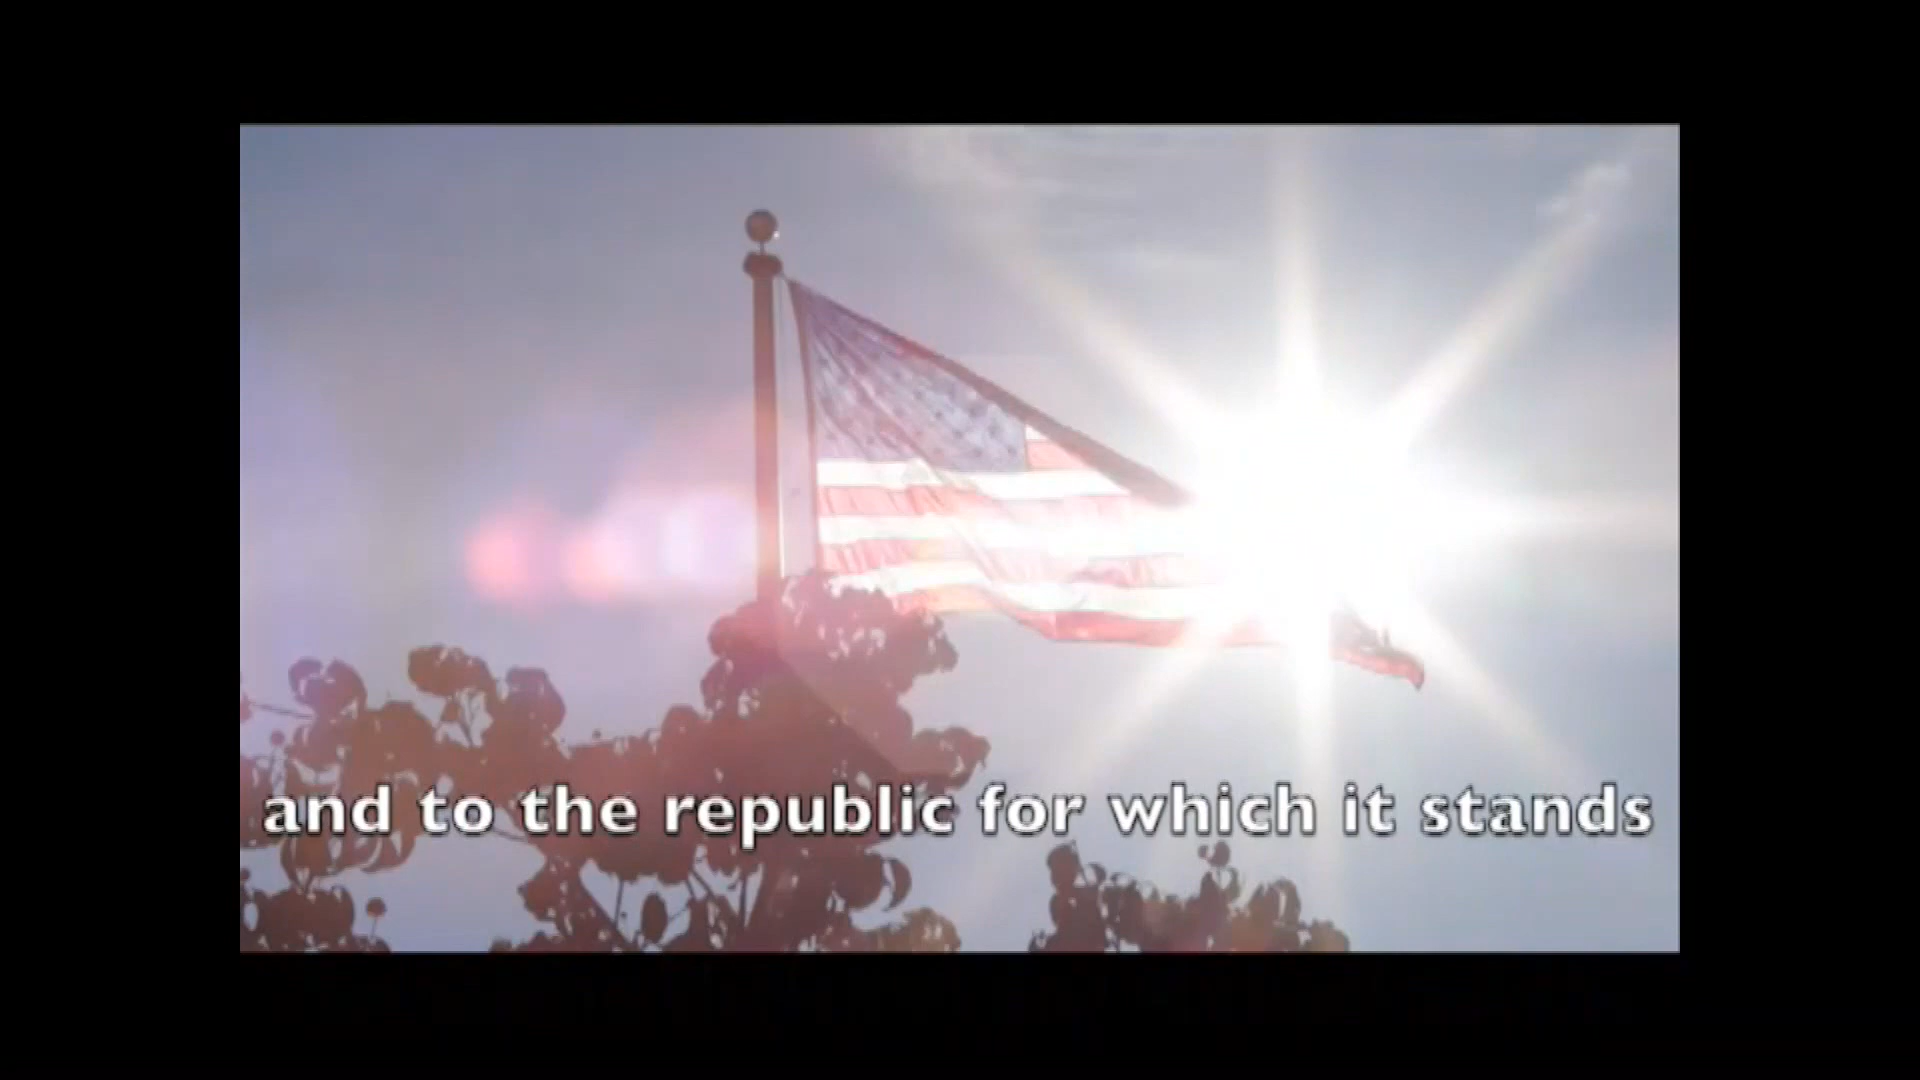 and to the republic for which it stands